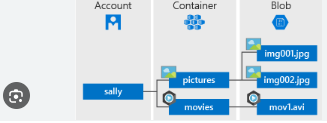 Account Container Blob
img001.jpg
sally pictures img002.jpg
movies mov1.avi